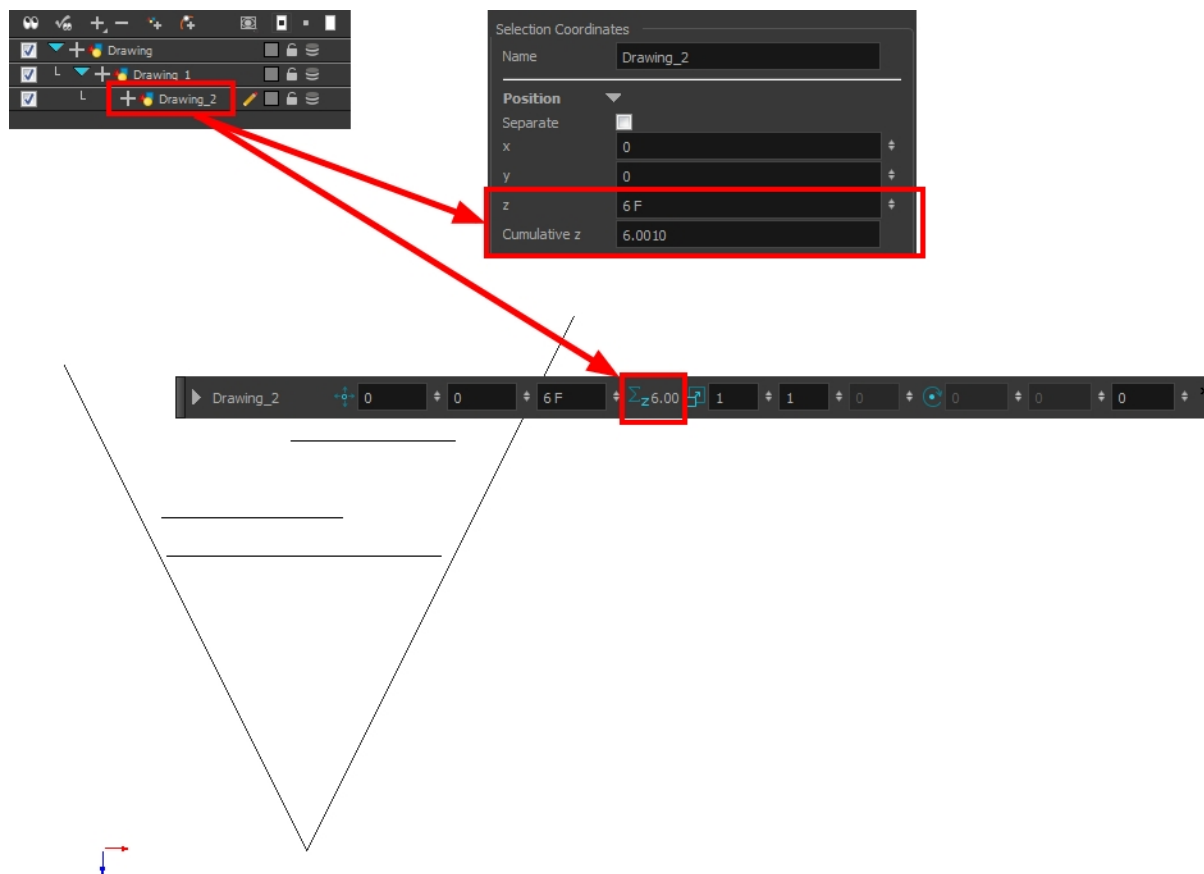 Drawing
Drawing_1
Drawing_2
Selection Coordinates
Name Drawing_2
Position
Separate
x 0
y 0
z 6 F
Cumulative z 6.0010
Drawing_2 0 0 6 F Σz6.00 1 1 0 0 0 0